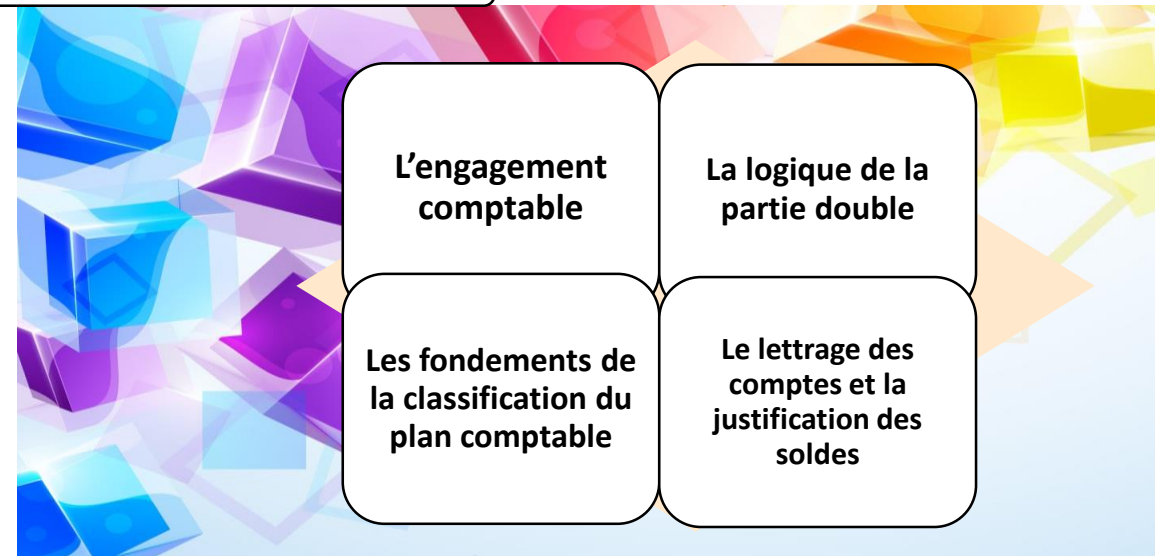 L’engagement
comptable
La logique de la
partie double
Les fondements de
la classification du
plan comptable
Le lettrage des
comptes et la
justification des
soldes